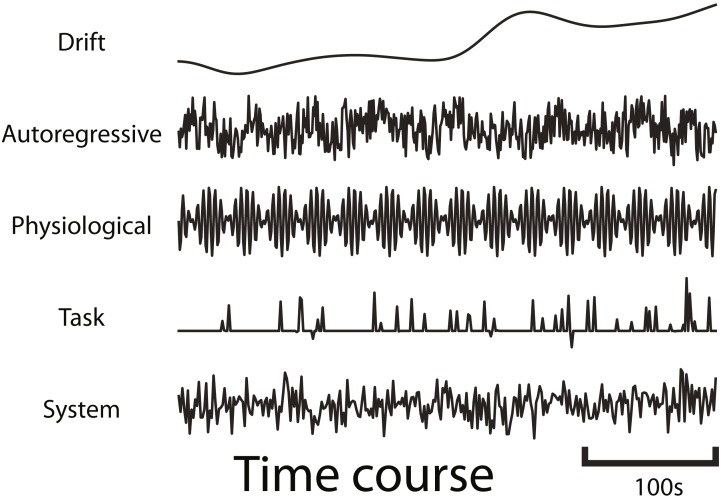 Drift
Autoregressive
Physiological
Task
System
Time course
100s